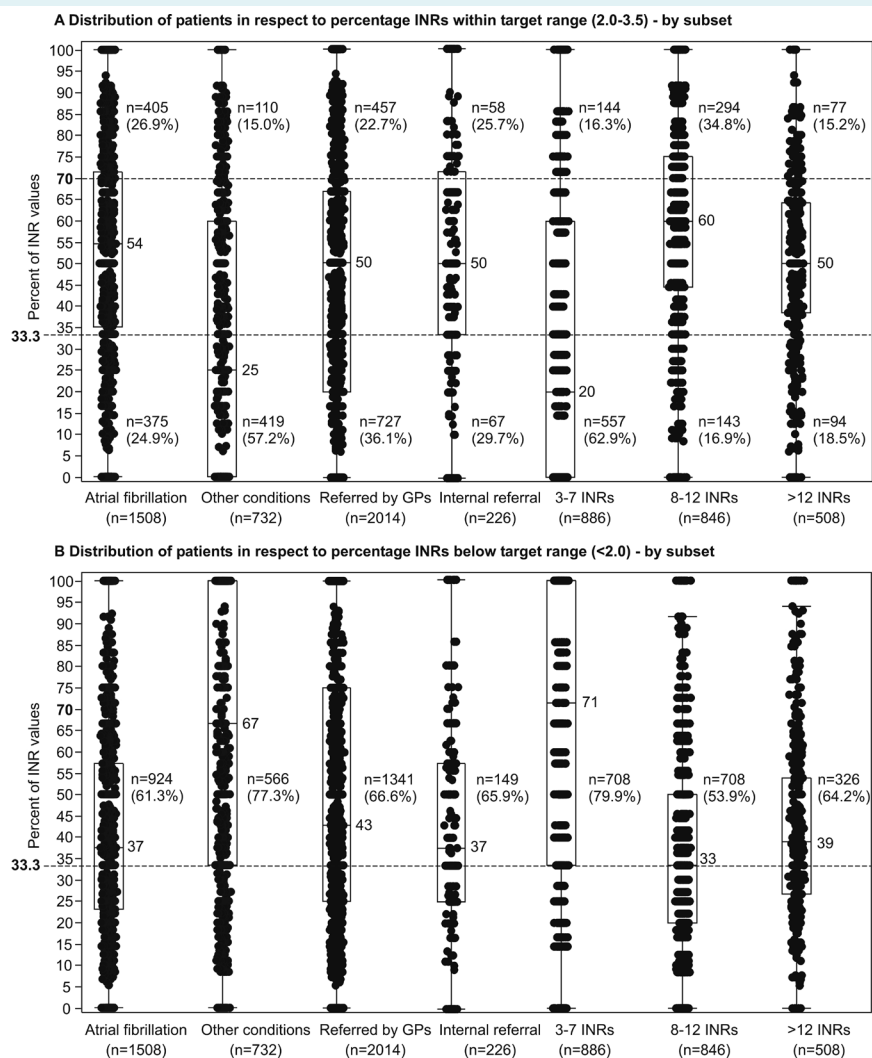 A Distribution of patients in respect to percentage INRs within target range (2.0-3.5) - by subset
Percent of INR values
100
95
90
85
80
75
70
65
60
55
50
45
40
35
33.3
30
25
20
15
10
5
0
n=405
(26.9%)
n=110
(15.0%)
n=457
(22.7%)
n=58
(25.7%)
n=144
(16.3%)
n=294
(34.8%)
n=77
(15.2%)
54
25
50
50
20
60
50
n=375
(24.9%)
n=419
(57.2%)
n=727
(36.1%)
n=67
(29.7%)
n=557
(62.9%)
n=143
(16.9%)
n=94
(18.5%)
Atrial fibrillation Other conditions Referred by GPs Internal referral 3-7 INRs 8-12 INRs >12 INRs
(n=1508) (n=732) (n=2014) (n=226) (n=886) (n=846) (n=508)
B Distribution of patients in respect to percentage INRs below target range (<2.0) - by subset
Percent of INR values
100
95
90
85
80
75
70
65
60
55
50
45
40
35
33.3
30
25
20
15
10
5
0
67
71
n=924
(61.3%)
n=566
(77.3%)
n=1341
(66.6%)
n=149
(65.9%)
n=708
(79.9%)
n=708
(53.9%)
n=326
(64.2%)
37
43
37
33
39
Atrial fibrillation Other conditions Referred by GPs Internal referral 3-7 INRs 8-12 INRs >12 INRs
(n=1508) (n=732) (n=2014) (n=226) (n=886) (n=846) (n=508)